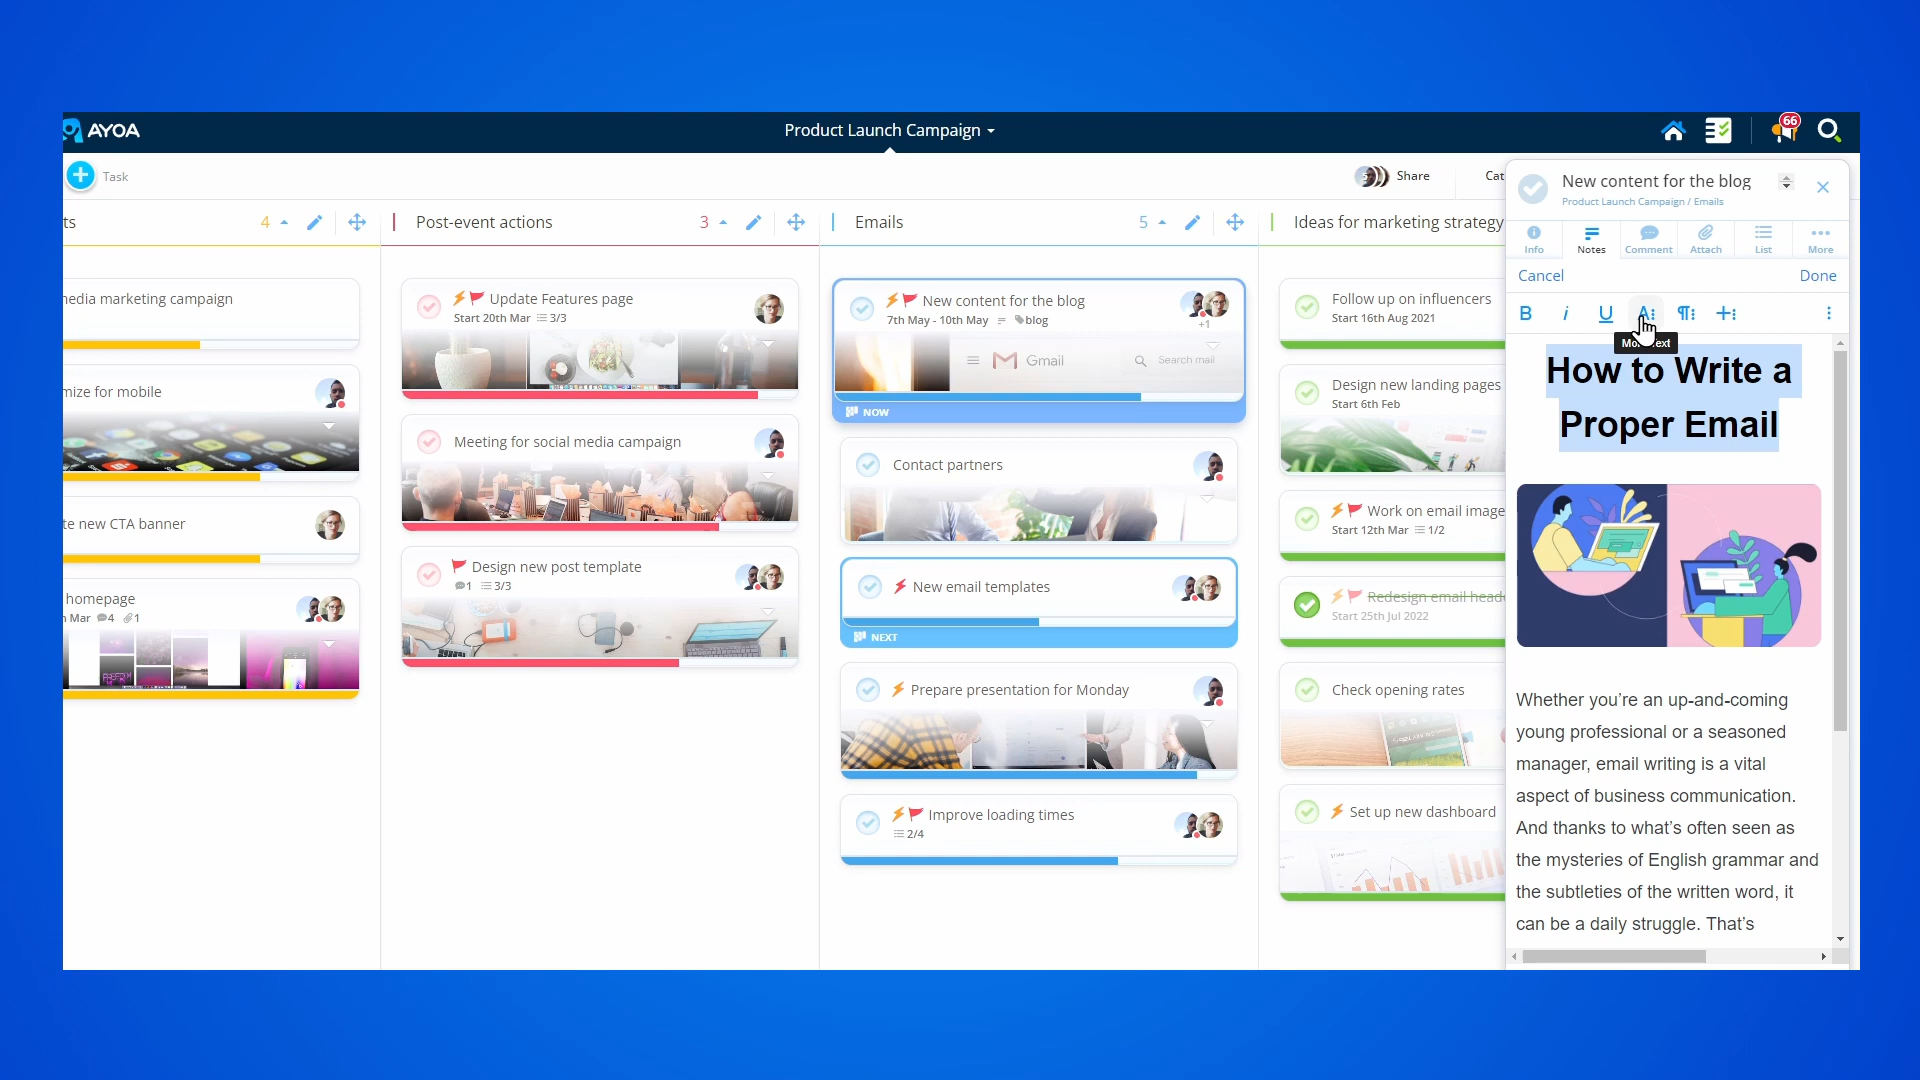 AYOA
Product Launch Campaign
66
Task
Share
Cat
ts
4
Post-event actions
3
Emails
5
Ideas for marketing strategy
nedia marketing campaign
mize for mobile
te new CTA banner
homepage
Mar 4 1
Update Features page
Start 20th Mar 3/3
Meeting for social media campaign
Design new post template
1 3/3
New content for the blog
7th May - 10th May blog
+1
Gmail
Search mail
NOW
Contact partners
New email templates
NEXT
Prepare presentation for Monday
Improve loading times
2/4
Follow up on influencers
Start 16th Aug 2021
Design new landing pages
Start 6th Feb
Work on email image
Start 12th Mar 1/2
Redesign email heade
Start 25th Jul 2022
Check opening rates
Set up new dashboard
New content for the blog
Product Launch Campaign / Emails
Info
Notes
Comment
Attach
List
More
Cancel
Done
B i U A
How to Write a
Proper Email
Whether you're an up-and-coming
young professional or a seasoned
manager, email writing is a vital
aspect of business communication.
And thanks to what's often seen as
the mysteries of English grammar and
the subtleties of the written word, it
can be a daily struggle. That's